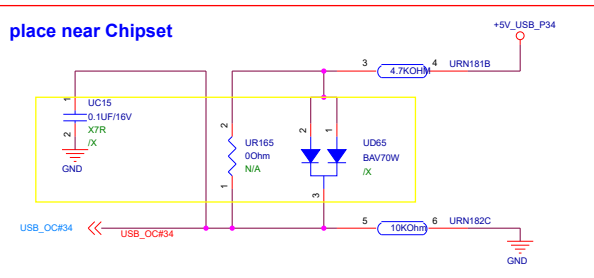 place near Chipset
+5V_USB_P34
3
4.7KOHM
4
URN181B
1
UC15
0.1UF/16V
X7R
/X
2
GND
2
UR165
0Ohm
N/A
1
2
1
UD65
BAV70W
/X
3
USB_OC#34
USB_OC#34
5
10KOhm
6
URN182C
GND